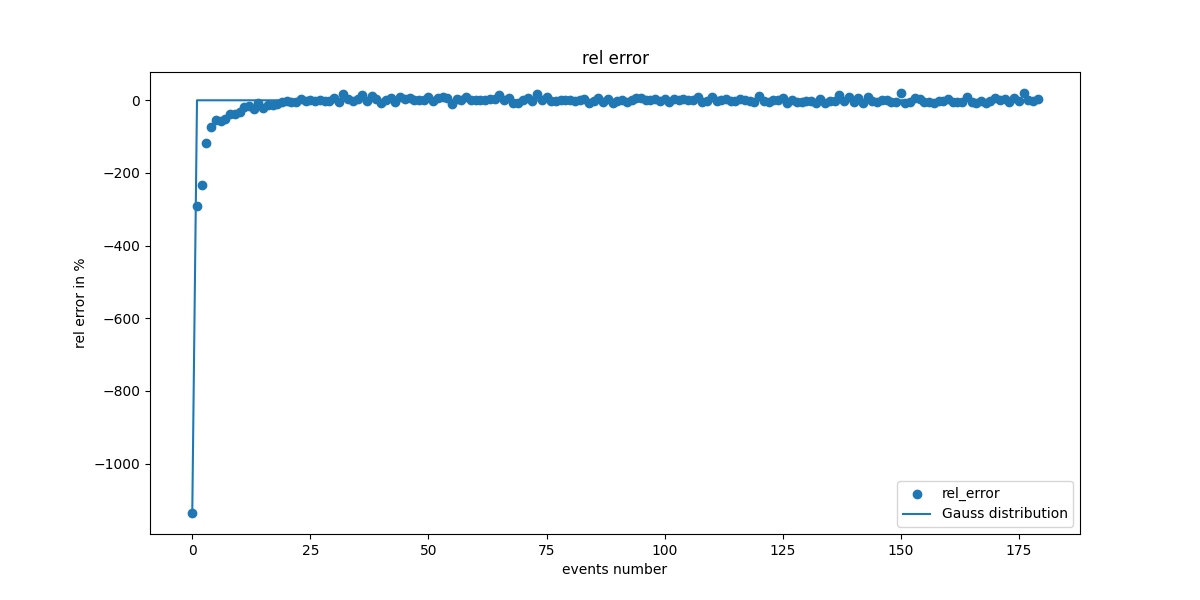 rel error
rel error in %
0
−200
−400
−600
−800
−1000
0
25
50
75
100
125
150
175
events number
rel_error
Gauss distribution